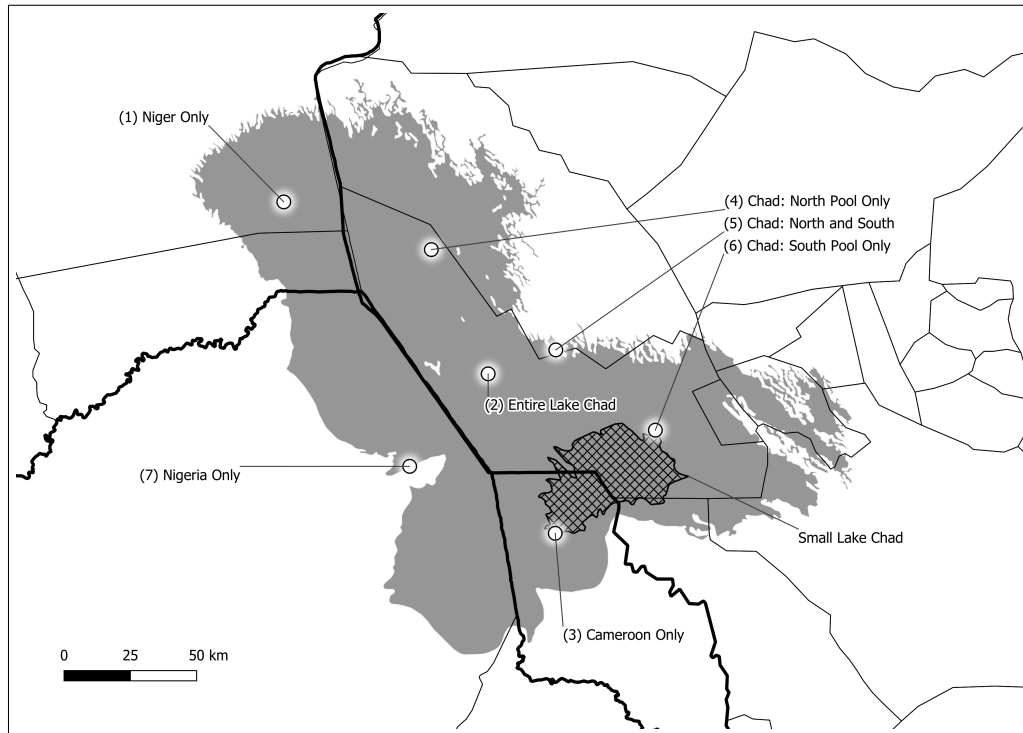 (1) Niger Only
(4) Chad: North Pool Only
(5) Chad: North and South
(6) Chad: South Pool Only
(2) Entire Lake Chad
(7) Nigeria Only
Small Lake Chad
(3) Cameroon Only
0 25 50 km